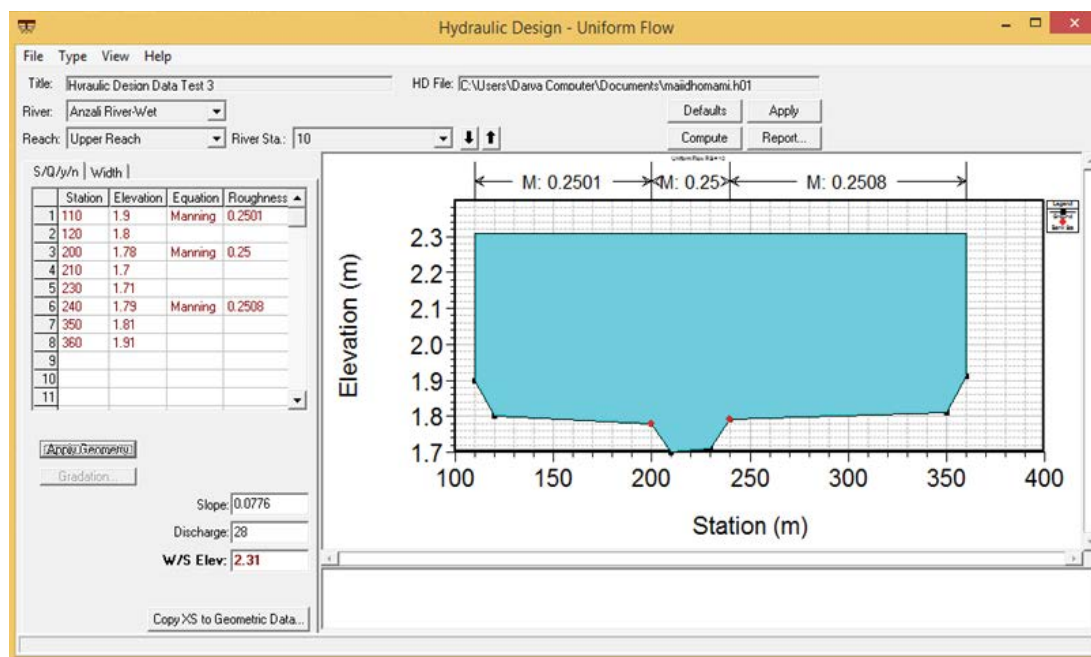 Hydraulic Design - Uniform Flow
File Type View Help
Title: Hyraulic Design Data Test 3 HD File: C:\Users\Darva Computer\Documents\majidhomami.h01
River: Anzali River-Wet Defaults Apply
Reach: Upper Reach River Sta.: 10 Compute Report...
S/Q/y/n Width
Station Elevation Equation Roughness
1 110 1.9 Manning 0.2501
2 120 1.8
3 200 1.78 Manning 0.25
4 210 1.7
5 230 1.71
6 240 1.79 Manning 0.2508
7 350 1.81
8 360 1.91
9
10
11
Apply Geometry
Gradation...
Slope: 0.0776
Discharge: 28
W/S Elev: 2.31
Copy XS to Geometric Data...
M: 0.2501 M: 0.25 M: 0.2508
Legend
Ground
Bank Sta
Elevation (m)
2.3
2.2
2.1
2.0
1.9
1.8
1.7
100 150 200 250 300 350 400
Station (m)